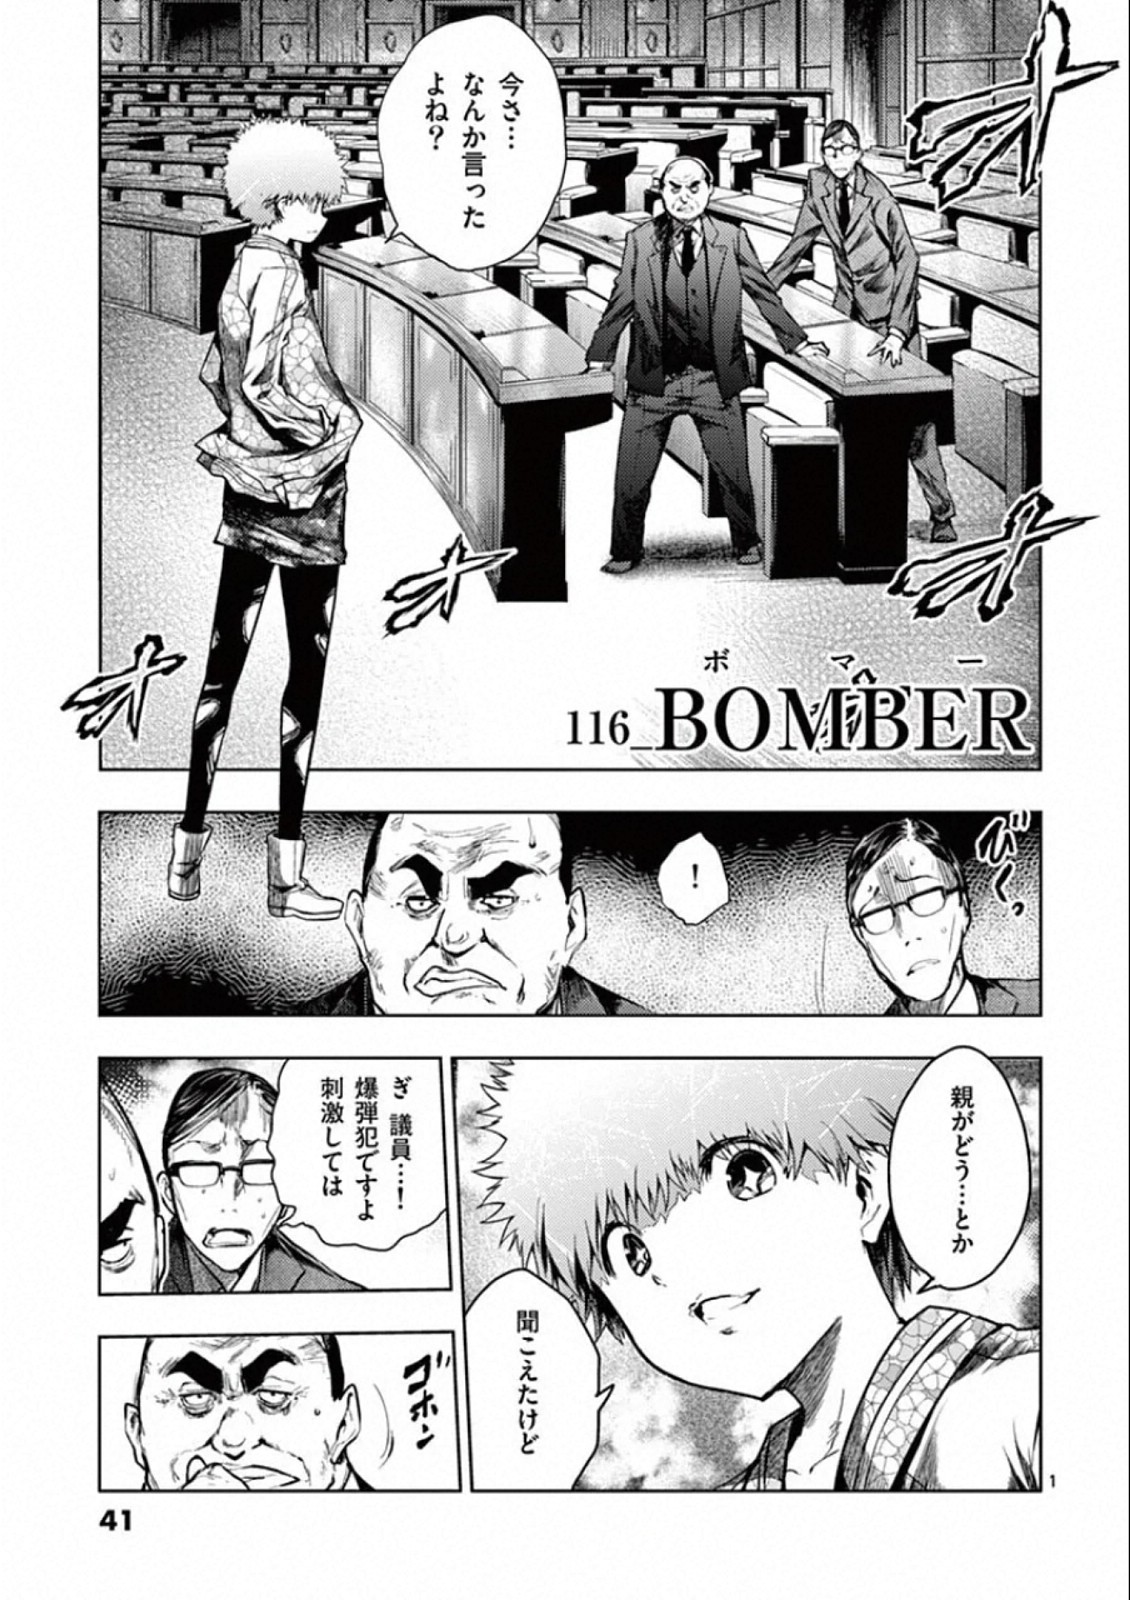 今さ…
なんか言った
よね？
オ
オ
オ
オ
ボマー
116_BOMBER
びくっ
！
親がどう…とか
聞こえたけど
ぎ 議員…！
爆弾犯ですよ
刺激しては
ゴホン
1
41